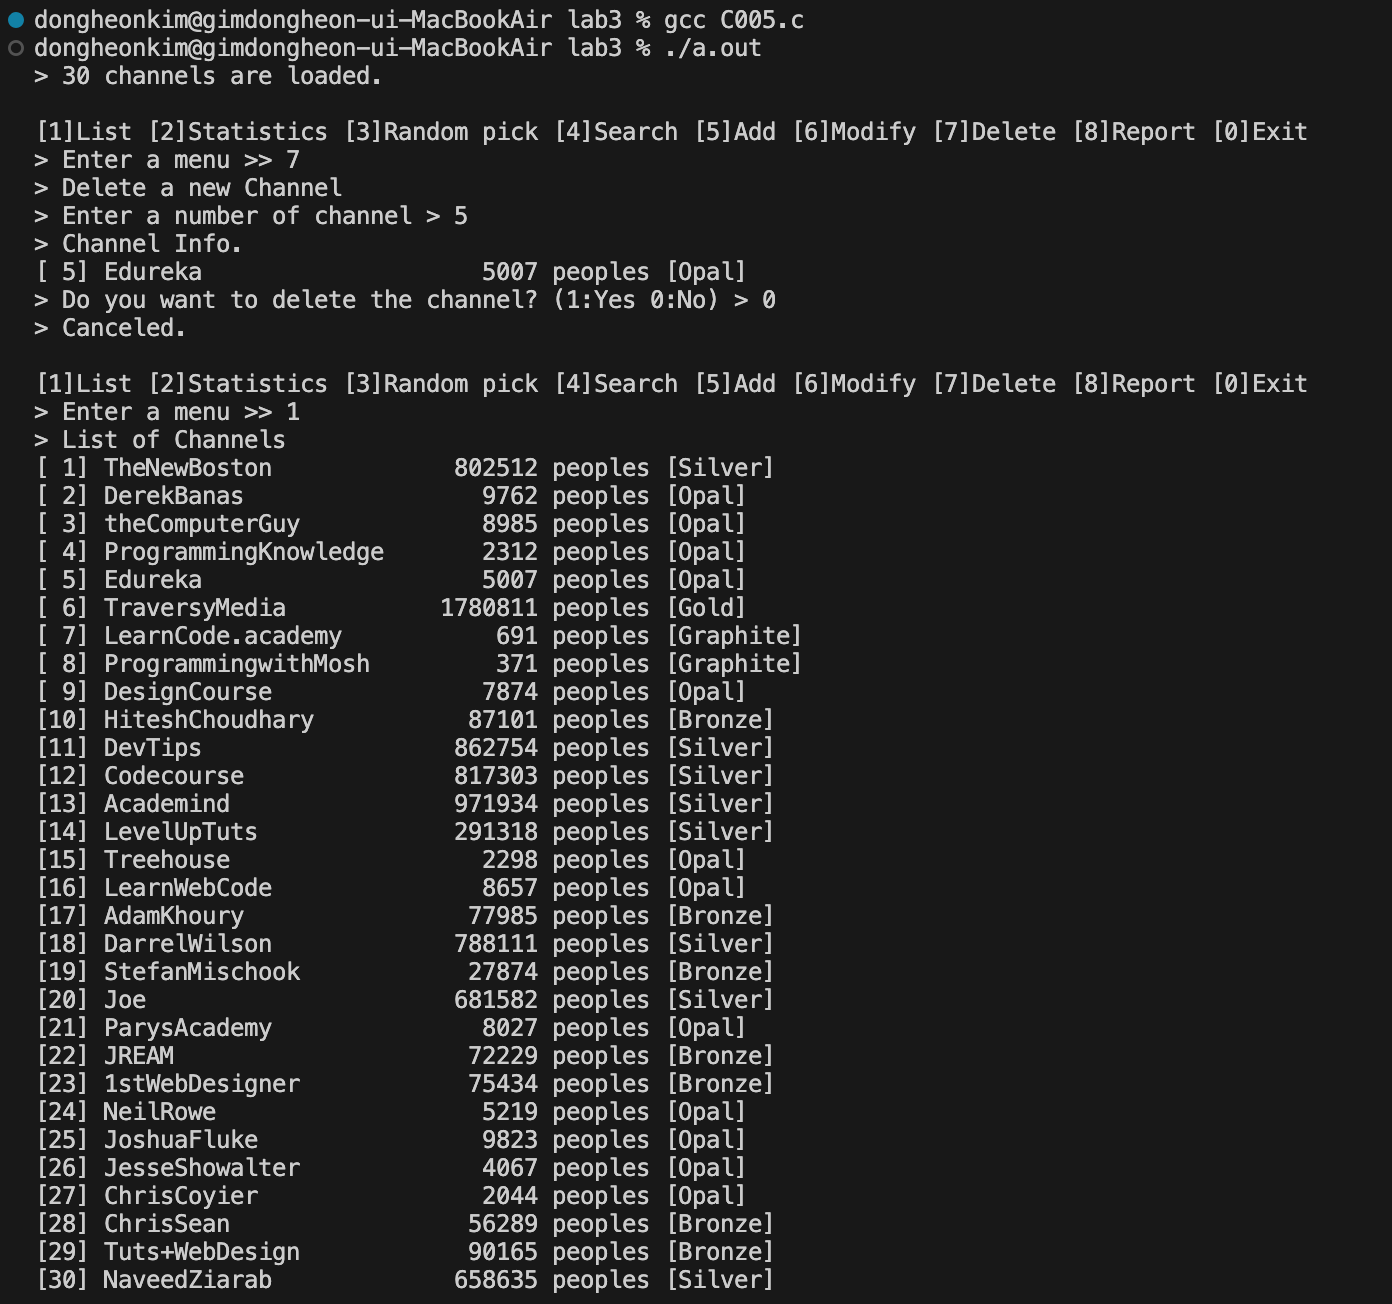 dongheonkim@gimdongheon-ui-MacBookAir lab3 % gcc C005.c
dongheonkim@gimdongheon-ui-MacBookAir lab3 % ./a.out
> 30 channels are loaded.

[1]List [2]Statistics [3]Random pick [4]Search [5]Add [6]Modify [7]Delete [8]Report [0]Exit
> Enter a menu >> 7
> Delete a new Channel
> Enter a number of channel > 5
> Channel Info.
[ 5] Edureka                    5007 peoples [Opal]
> Do you want to delete the channel? (1:Yes 0:No) > 0
> Canceled.

[1]List [2]Statistics [3]Random pick [4]Search [5]Add [6]Modify [7]Delete [8]Report [0]Exit
> Enter a menu >> 1
> List of Channels
[ 1] TheNewBoston             802512 peoples [Silver]
[ 2] DerekBanas                 9762 peoples [Opal]
[ 3] theComputerGuy             8985 peoples [Opal]
[ 4] ProgrammingKnowledge       2312 peoples [Opal]
[ 5] Edureka                    5007 peoples [Opal]
[ 6] TraversyMedia           1780811 peoples [Gold]
[ 7] LearnCode.academy           691 peoples [Graphite]
[ 8] ProgrammingwithMosh         371 peoples [Graphite]
[ 9] DesignCourse               7874 peoples [Opal]
[10] HiteshChoudhary           87101 peoples [Bronze]
[11] DevTips                  862754 peoples [Silver]
[12] Codecourse               817303 peoples [Silver]
[13] Academind                971934 peoples [Silver]
[14] LevelUpTuts              291318 peoples [Silver]
[15] Treehouse                  2298 peoples [Opal]
[16] LearnWebCode               8657 peoples [Opal]
[17] AdamKhoury                77985 peoples [Bronze]
[18] DarrelWilson             788111 peoples [Silver]
[19] StefanMischook            27874 peoples [Bronze]
[20] Joe                      681582 peoples [Silver]
[21] ParysAcademy               8027 peoples [Opal]
[22] JREAM                     72229 peoples [Bronze]
[23] 1stWebDesigner            75434 peoples [Bronze]
[24] NeilRowe                   5219 peoples [Opal]
[25] JoshuaFluke                9823 peoples [Opal]
[26] JesseShowalter             4067 peoples [Opal]
[27] ChrisCoyier                2044 peoples [Opal]
[28] ChrisSean                 56289 peoples [Bronze]
[29] Tuts+WebDesign            90165 peoples [Bronze]
[30] NaveedZiarab             658635 peoples [Silver]